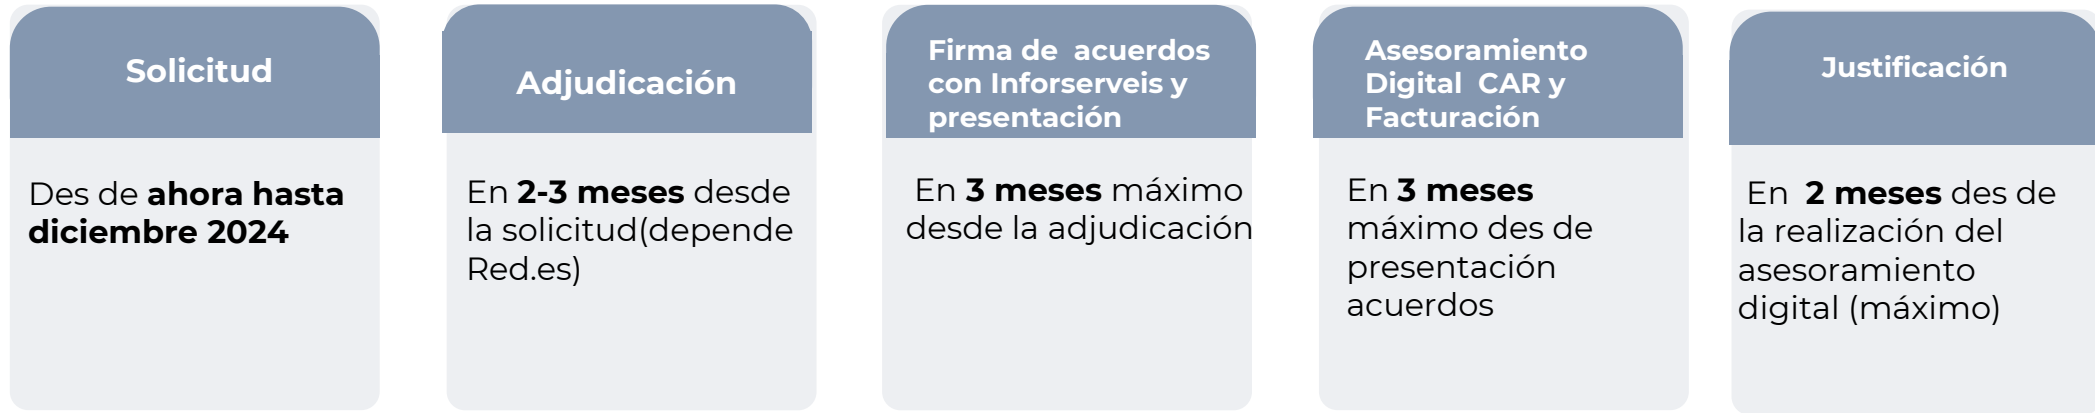 Solicitud
Des de ahora hasta
diciembre 2024
Adjudicación
En 2-3 meses desde
la solicitud(depende
Red.es)
Firma de  acuerdos
con Inforserveis y
presentación
En 3 meses máximo
desde la adjudicación
Asesoramiento
Digital  CAR y
Facturación
En 3 meses
máximo des de
presentación
acuerdos
Justificación
En  2 meses des de
la realización del
asesoramiento
digital (máximo)